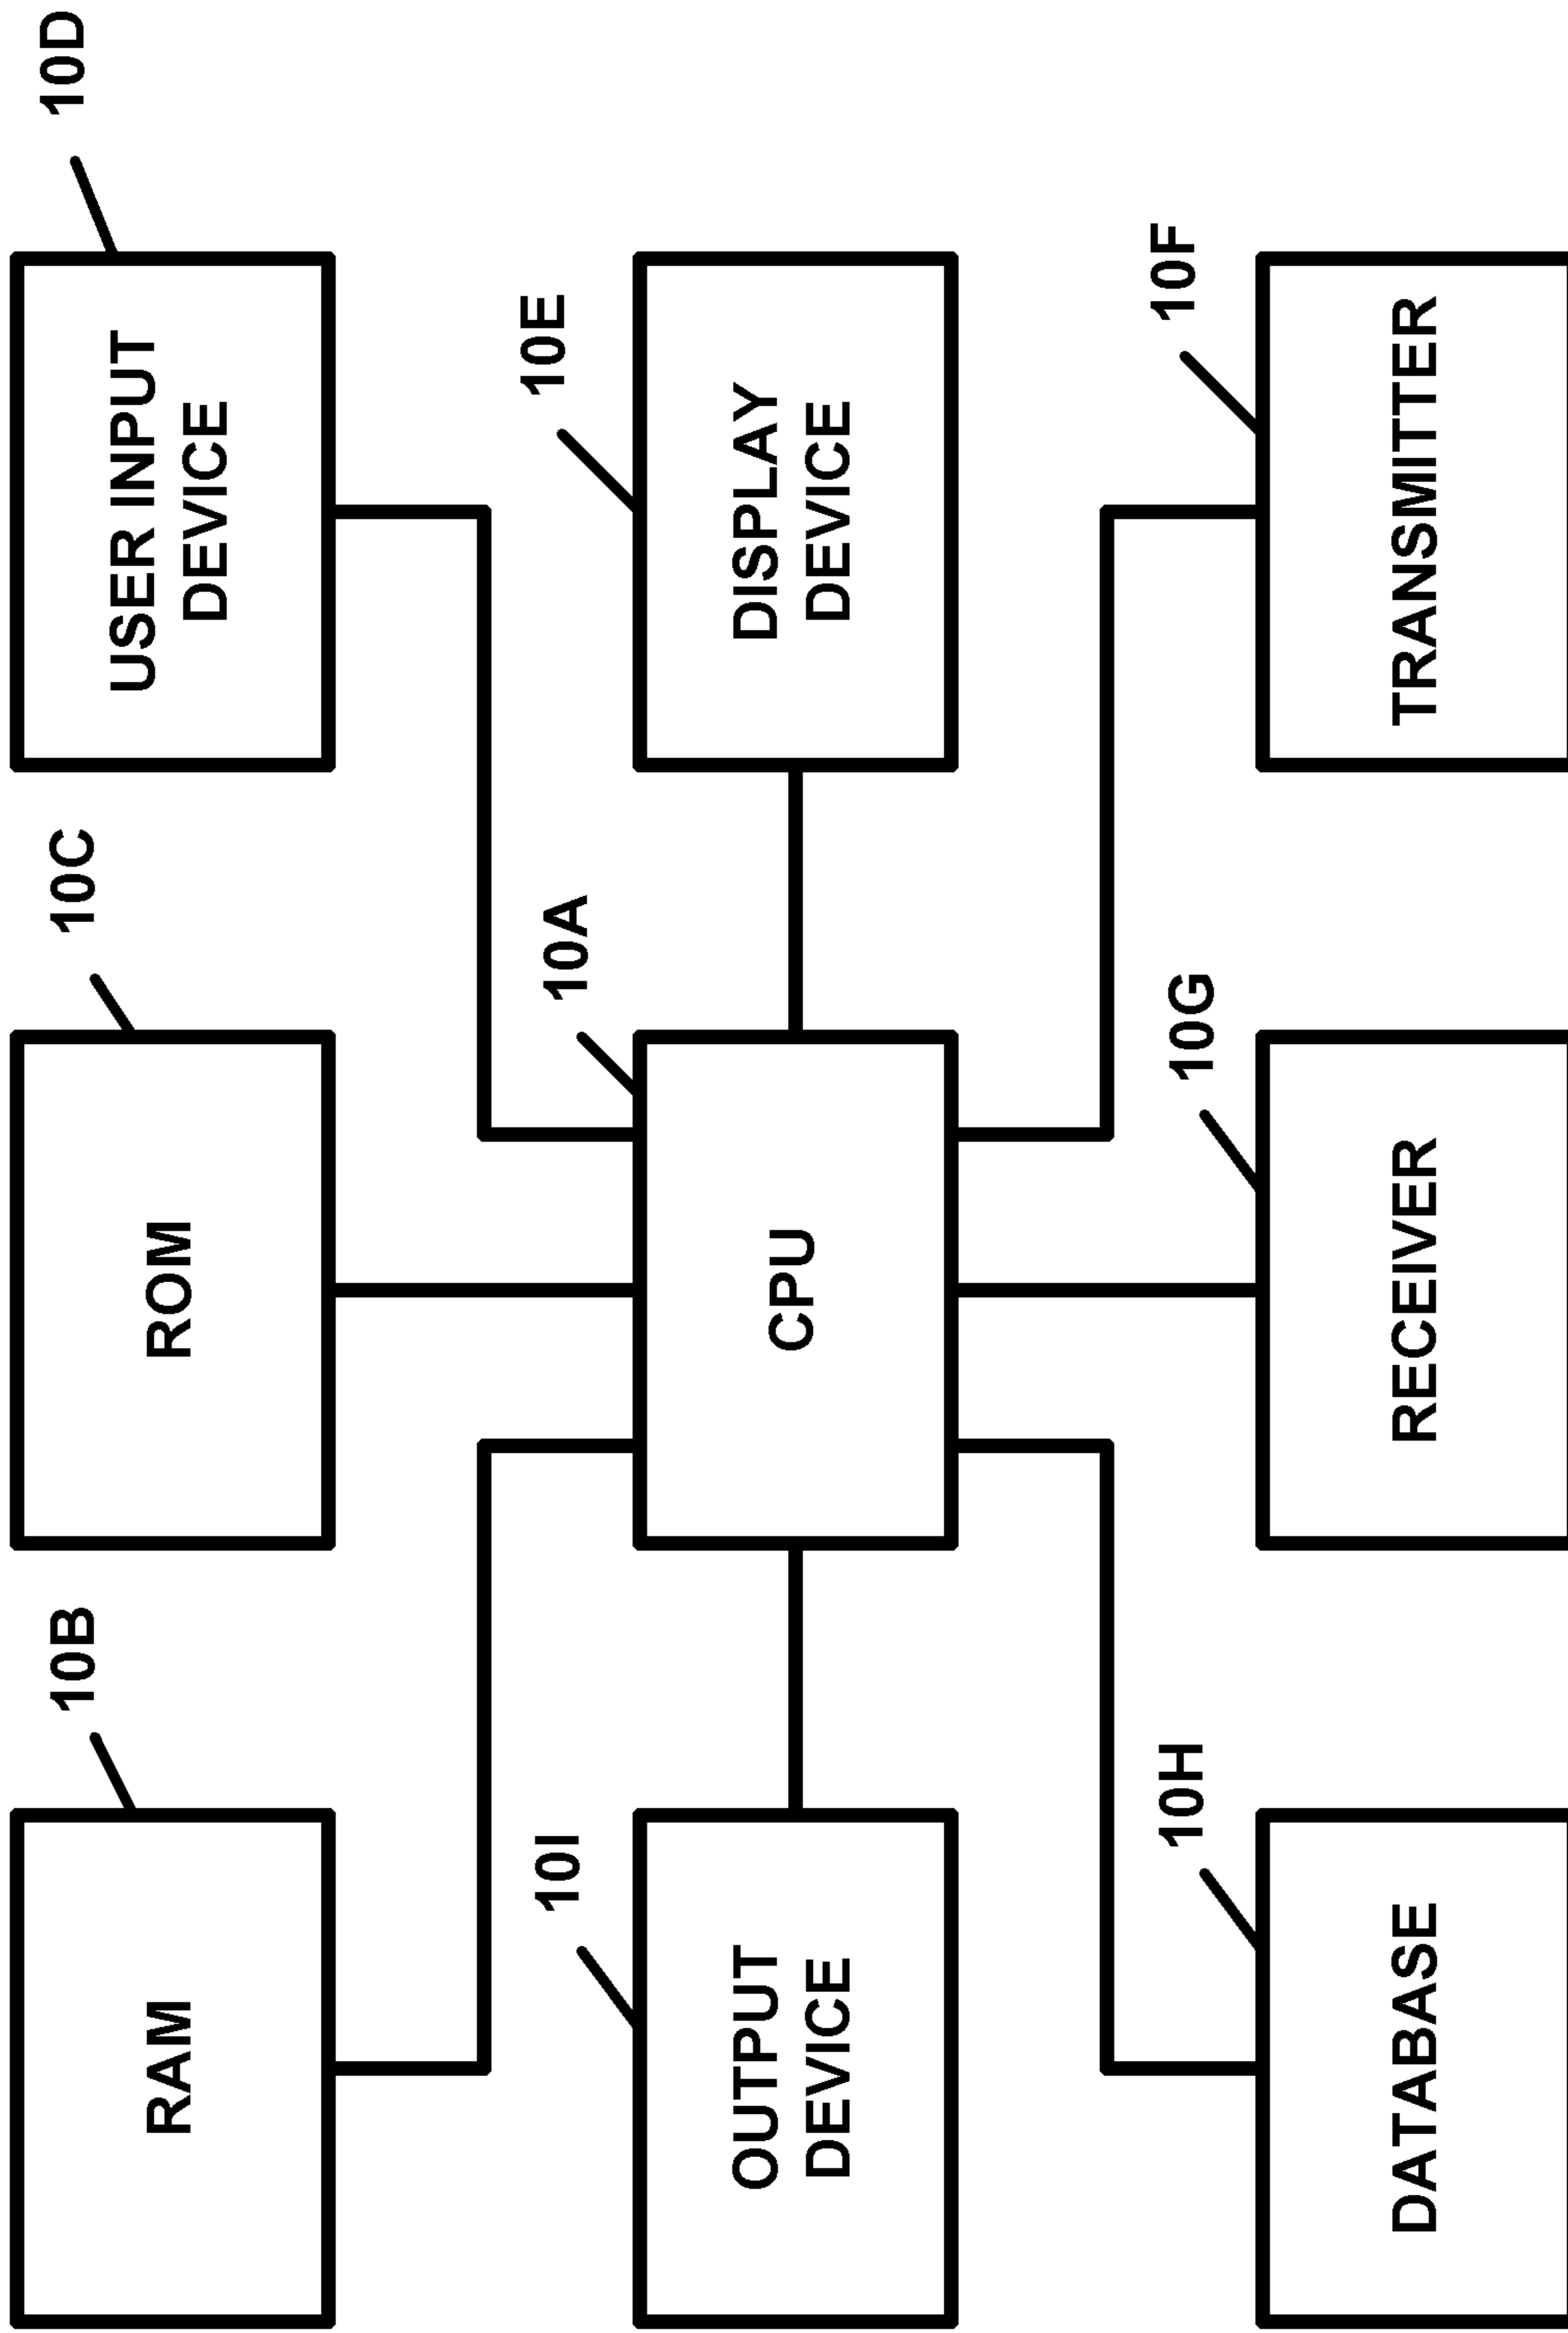 10B
RAM
10C
ROM
10D
USER INPUT
DEVICE
10I
OUTPUT
DEVICE
10A
CPU
10E
DISPLAY
DEVICE
10H
DATABASE
10G
RECEIVER
10F
TRANSMITTER